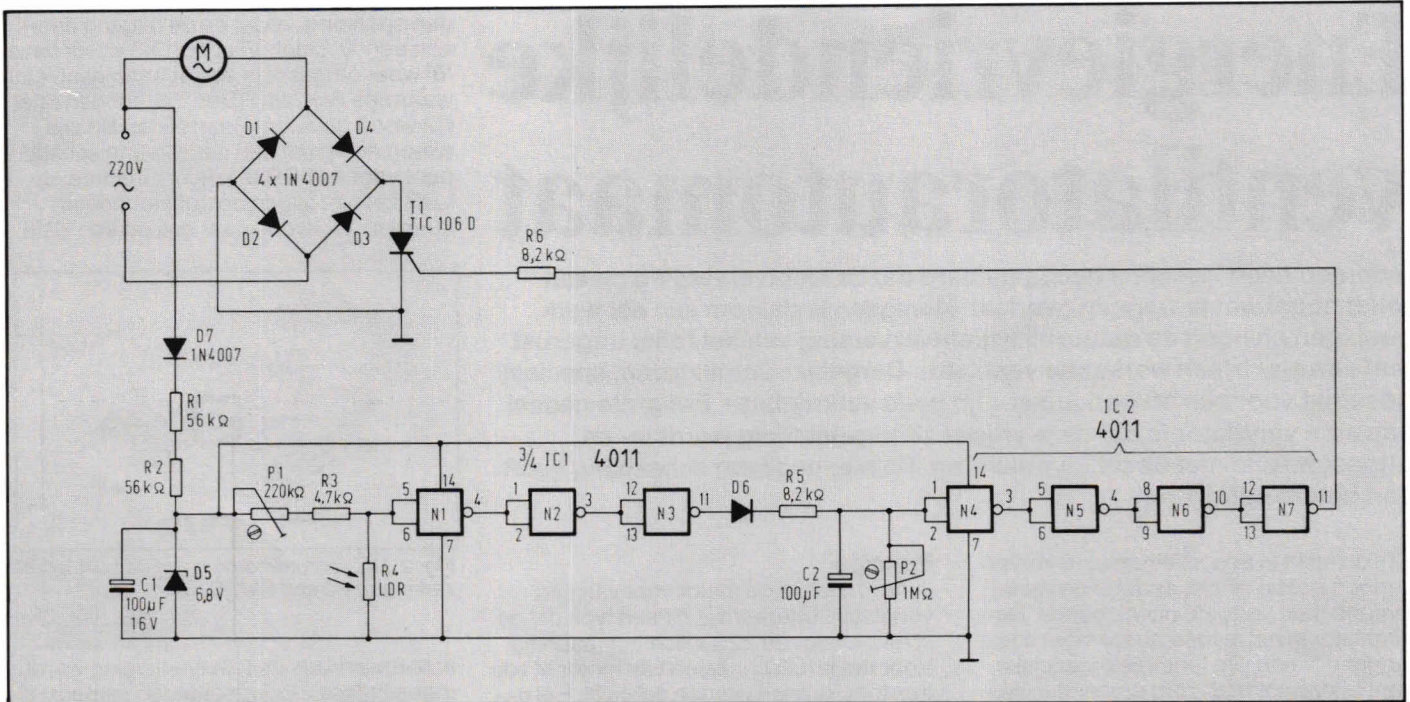 M
D1
D4
220V
4 x 1N4007
T1
TIC 106 D
D2
D3
R6
8,2 kΩ
D7
1N4007
R1
56 kΩ
R2
56 kΩ
P1
220kΩ
R3
4,7kΩ
¾ IC1 4011
IC 2
4011
5
6
14
N1
4
7
1
2
N2
3
12
13
N3
11
D6
R5
8,2 kΩ
1
2
14
N4
3
7
5
6
N5
4
8
9
N6
10
12
13
N7
11
C1
100µF
16V
D5
6,8 V
R4
LDR
C2
100µF
P2
1MΩ